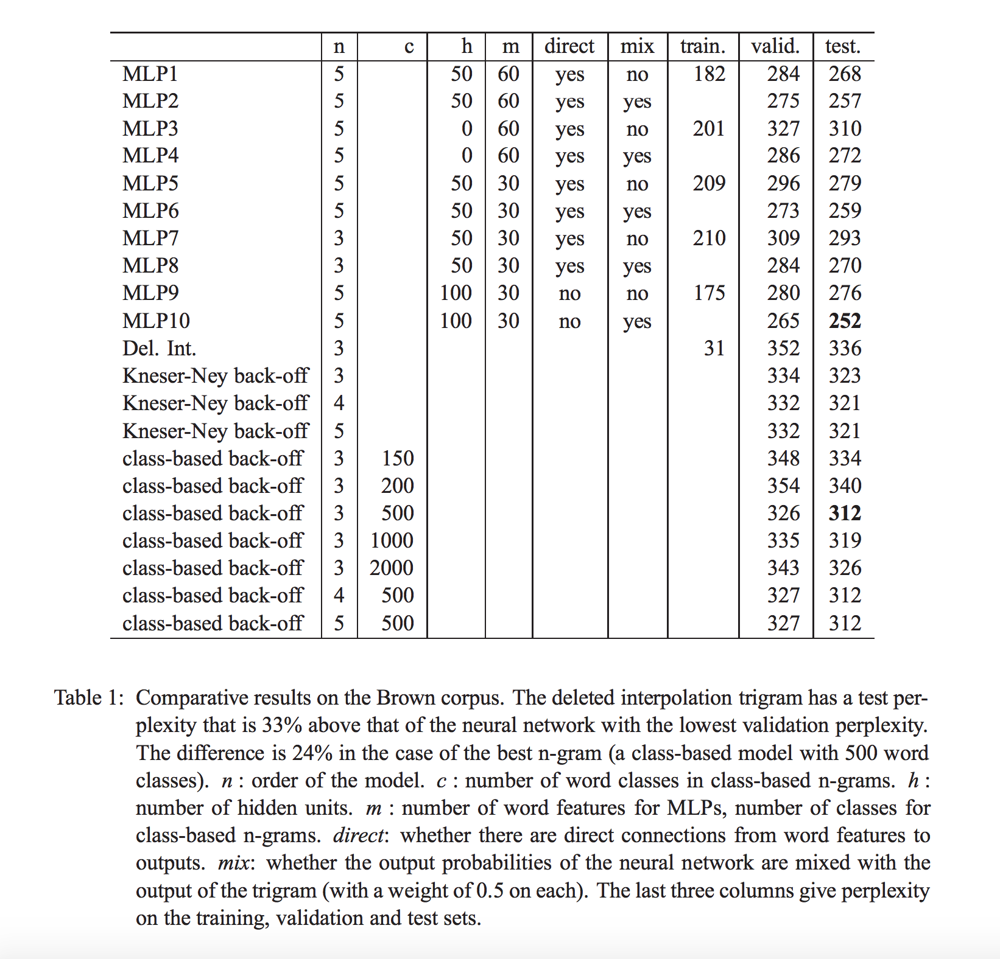 n c h m direct mix train. valid. test.
MLP1 5 50 60 yes no 182 284 268
MLP2 5 50 60 yes yes 275 257
MLP3 5 0 60 yes no 201 327 310
MLP4 5 0 60 yes yes 286 272
MLP5 5 50 30 yes no 209 296 279
MLP6 5 50 30 yes yes 273 259
MLP7 3 50 30 yes no 210 309 293
MLP8 3 50 30 yes yes 284 270
MLP9 5 100 30 no no 175 280 276
MLP10 5 100 30 no yes 265 252
Del. Int. 3 31 352 336
Kneser-Ney back-off 3 334 323
Kneser-Ney back-off 4 332 321
Kneser-Ney back-off 5 332 321
class-based back-off 3 150 348 334
class-based back-off 3 200 354 340
class-based back-off 3 500 326 312
class-based back-off 3 1000 335 319
class-based back-off 3 2000 343 326
class-based back-off 4 500 327 312
class-based back-off 5 500 327 312
Table 1: Comparative results on the Brown corpus. The deleted interpolation trigram has a test per-
plexity that is 33% above that of the neural network with the lowest validation perplexity.
The difference is 24% in the case of the best n-gram (a class-based model with 500 word
classes). n : order of the model. c : number of word classes in class-based n-grams. h :
number of hidden units. m : number of word features for MLPs, number of classes for
class-based n-grams. direct: whether there are direct connections from word features to
outputs. mix: whether the output probabilities of the neural network are mixed with the
output of the trigram (with a weight of 0.5 on each). The last three columns give perplexity
on the training, validation and test sets.